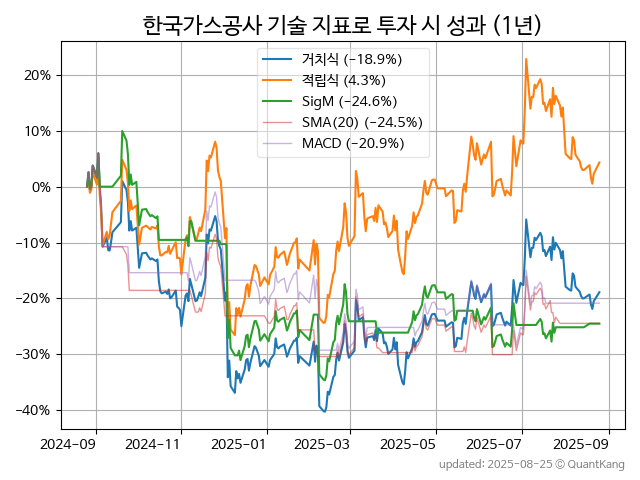 한국가스공사 기술 지표로 투자 시 성과 (1년)
거치식 (−18.9%)
적립식 (4.3%)
SigM (−24.6%)
SMA(20) (−24.5%)
MACD (−20.9%)
20%
10%
0%
−10%
−20%
−30%
−40%
2024−09 2024−11 2025−01 2025−03 2025−05 2025−07 2025−09
updated: 2025−08−25 ⓒ QuantKang